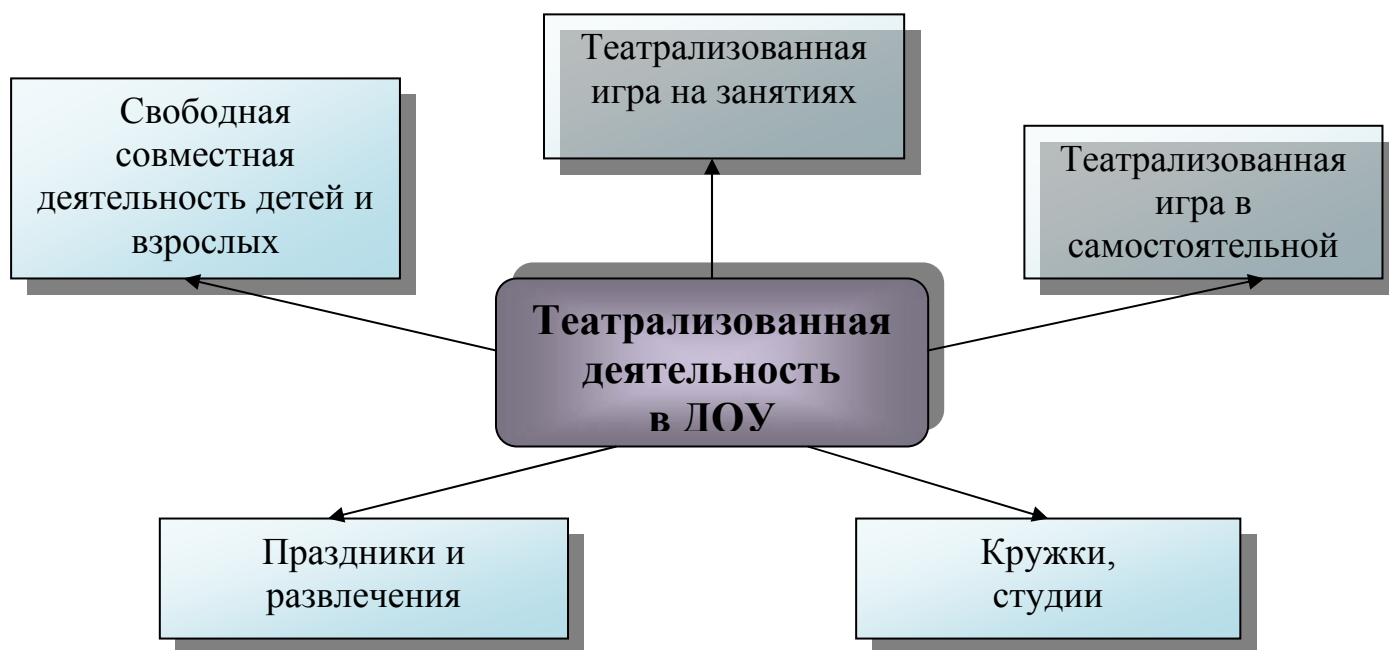 Театрализованная
игра на занятиях
Свободная
совместная
деятельность детей и
взрослых
Театрализованная
игра в
самостоятельной
Театрализованная
деятельность
в ДОУ
Праздники и
развлечения
Кружки,
студии